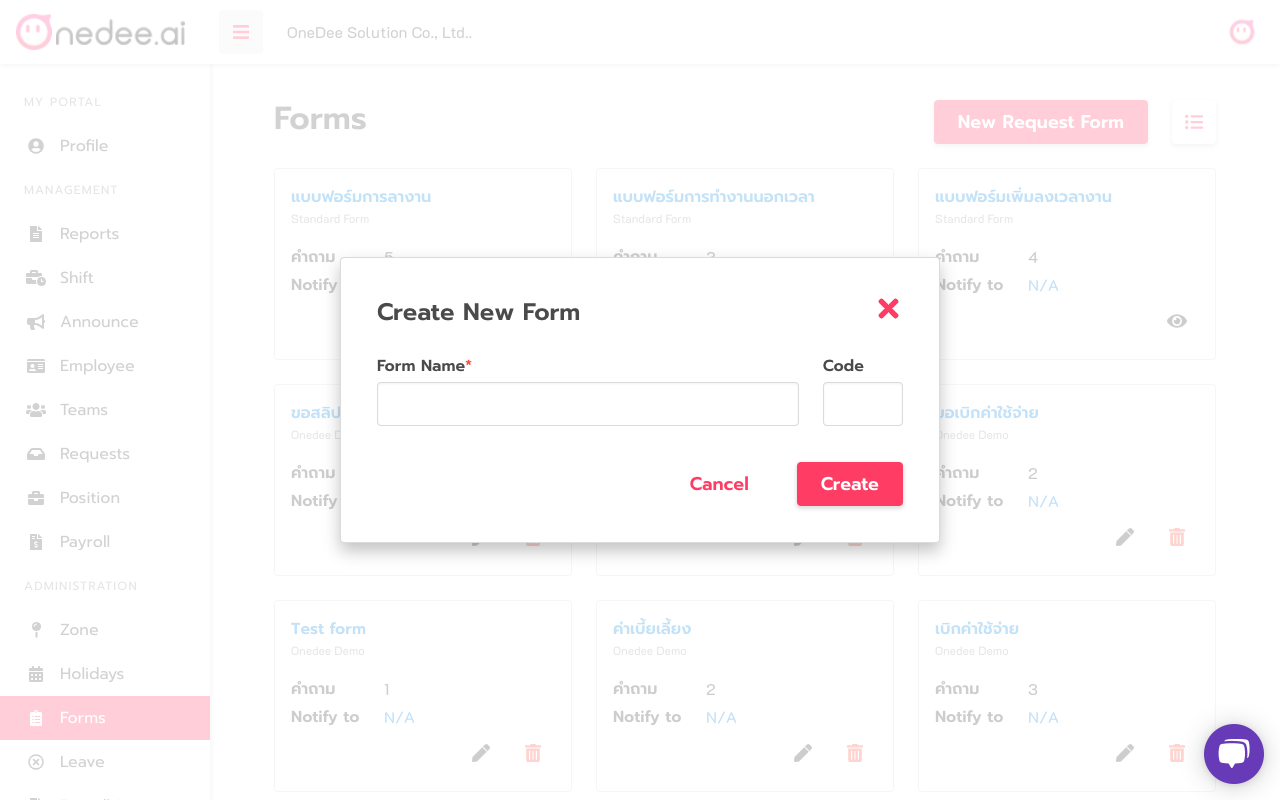 Onedee.ai
OneDee Solution Co., Ltd..
MY PORTAL
Profile
MANAGEMENT
Reports
Shift
Announce
Employee
Teams
Requests
Position
Payroll
ADMINISTRATION
Zone
Holidays
Forms
Leave
Forms
New Request Form
แบบฟอร์มการลางาน
Standard Form
คำถาม 5
Notify
แบบฟอร์มการทำงานนอกเวลา
Standard Form
คำถาม 3
แบบฟอร์มเพิ่มลงเวลางาน
Standard Form
คำถาม 4
Notify to N/A
Create New Form
Form Name*
Code
Cancel
Create
ขอสลิป
Onedee
คำถาม
Notify
ขอเบิกค่าใช้จ่าย
Onedee Demo
คำถาม 2
Notify to N/A
Test form
Onedee Demo
คำถาม 1
Notify to N/A
ค่าเบี้ยเลี้ยง
Onedee Demo
คำถาม 2
Notify to N/A
เบิกค่าใช้จ่าย
Onedee Demo
คำถาม 3
Notify to N/A